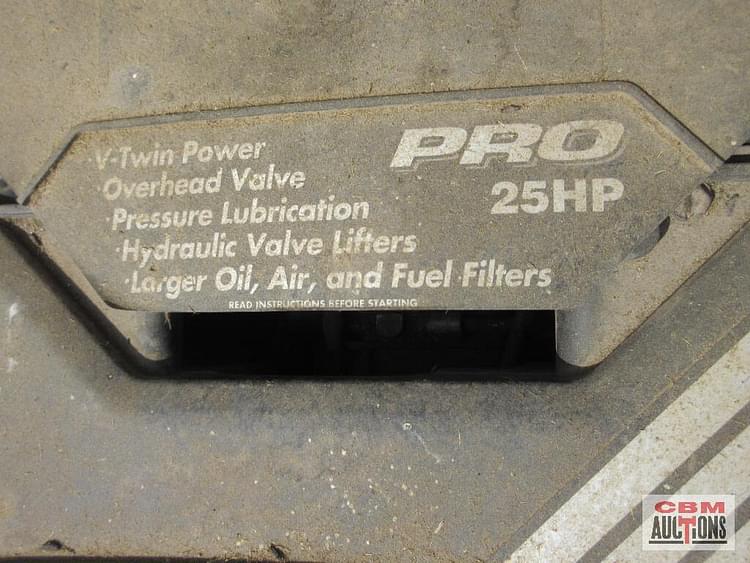 ·V-Twin Power
·Overhead Valve
·Pressure Lubrication
·Hydraulic Valve Lifters
·Larger Oil, Air, and Fuel Filters
PRO
25HP
READ INSTRUCTIONS BEFORE STARTING
CBM
AUCTIONS